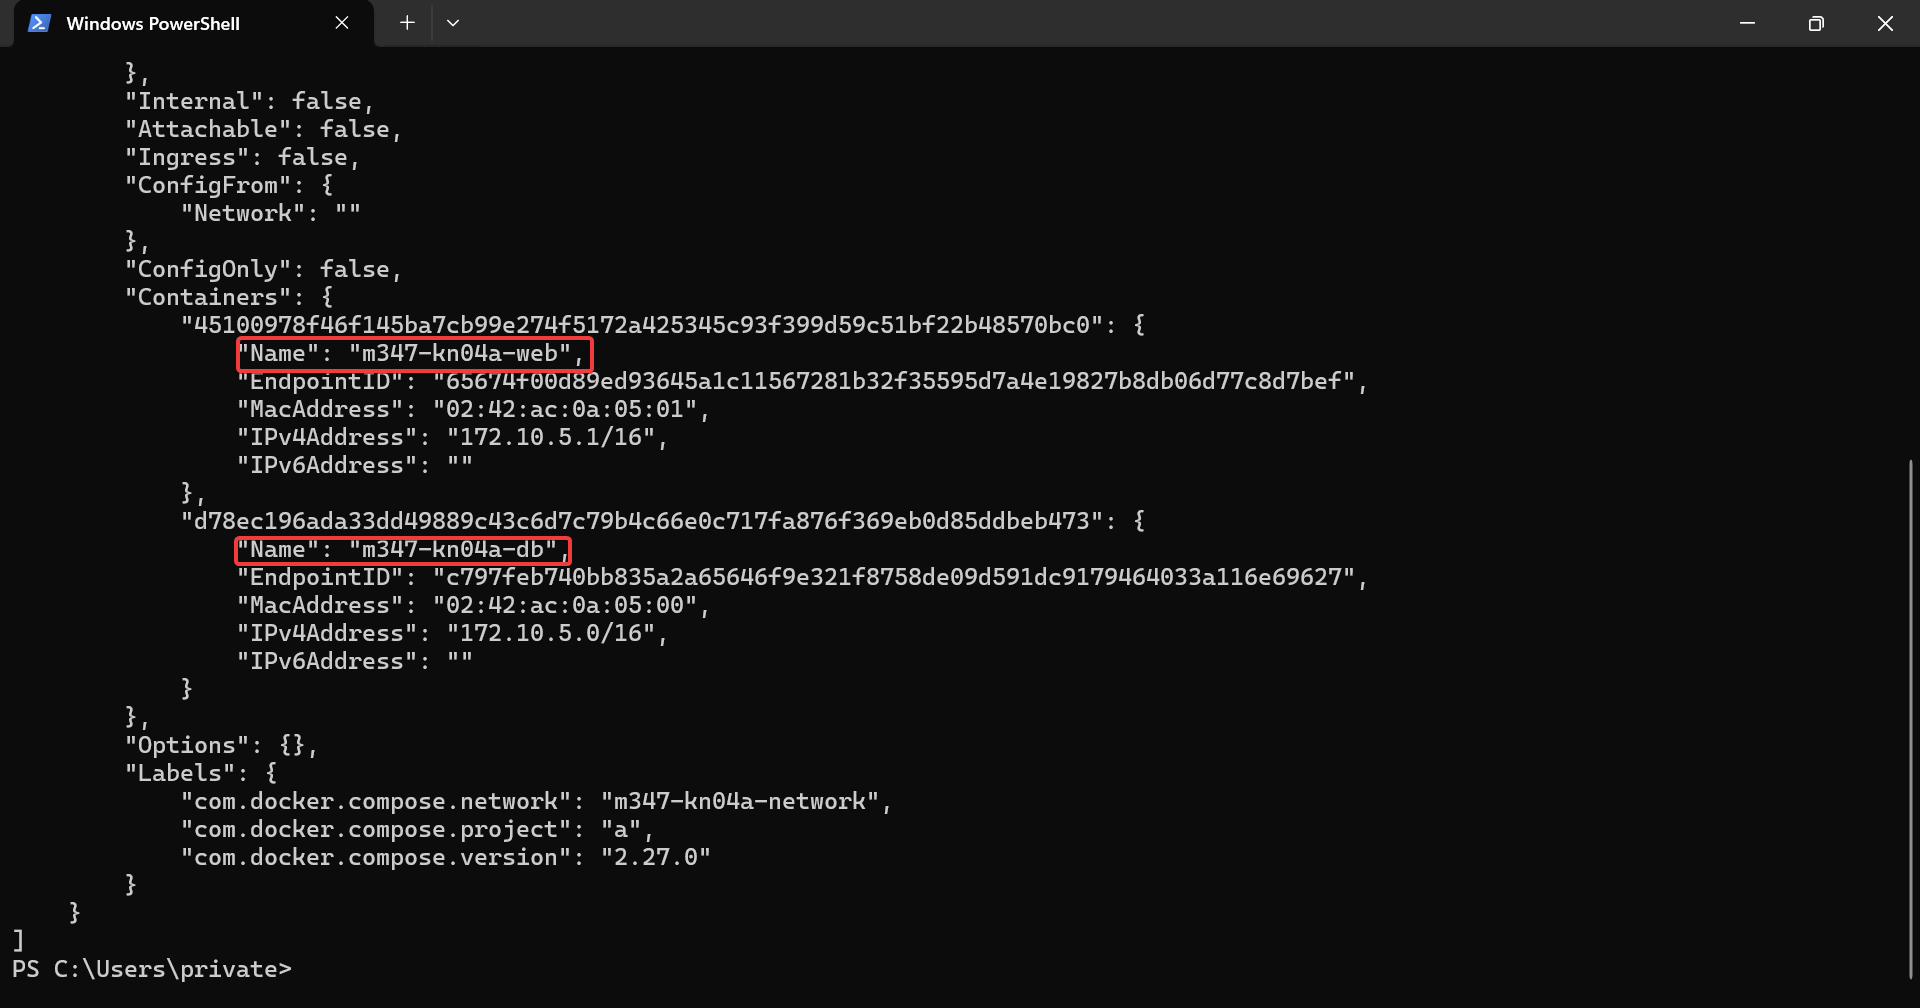 Windows PowerShell
},
"Internal": false,
"Attachable": false,
"Ingress": false,
"ConfigFrom": {
"Network": ""
},
"ConfigOnly": false,
"Containers": {
"45100978f46f145ba7cb99e274f5172a425345c93f399d59c51bf22b48570bc0": {
"Name": "m347-kn04a-web",
"EndpointID": "65674f00d89ed93645a1c11567281b32f35595d7a4e19827b8db06d77c8d7bef",
"MacAddress": "02:42:ac:0a:05:01",
"IPv4Address": "172.10.5.1/16",
"IPv6Address": ""
},
"d78ec196ada33dd49889c43c6d7c79b4c66e0c717fa876f369eb0d85ddbeb473": {
"Name": "m347-kn04a-db",
"EndpointID": "c797feb740bb835a2a65646f9e321f8758de09d591dc9179464033a116e69627",
"MacAddress": "02:42:ac:0a:05:00",
"IPv4Address": "172.10.5.0/16",
"IPv6Address": ""
}
},
"Options": {},
"Labels": {
"com.docker.compose.network": "m347-kn04a-network",
"com.docker.compose.project": "a",
"com.docker.compose.version": "2.27.0"
}
}
]
PS C:\Users\private>